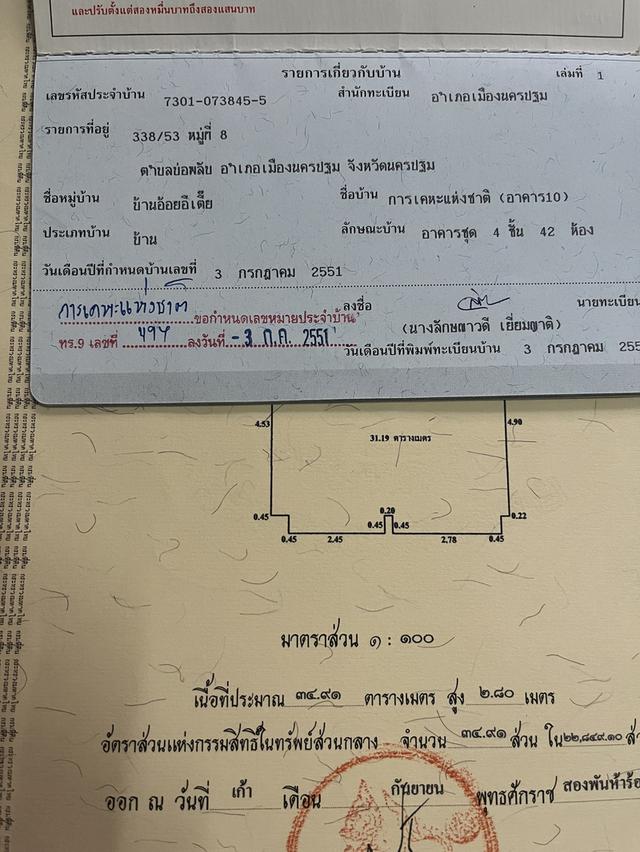 และปรับตั้งแต่สองหมื่นบาทถึงสองแสนบาท
รายการเกี่ยวกับบ้าน เล่มที่ 1
เลขรหัสประจำบ้าน 7301-073845-5 สำนักทะเบียน อำเภอเมืองนครปฐม
รายการที่อยู่ 338/53 หมู่ที่ 8
ตำบลบ่อพลับ อำเภอเมืองนครปฐม จังหวัดนครปฐม
ชื่อหมู่บ้าน บ้านอ้อยอีเตี๊ย ชื่อบ้าน การเคหะแห่งชาติ (อาคาร10)
ประเภทบ้าน บ้าน ลักษณะบ้าน อาคารชุด 4 ชั้น 42 ห้อง
วันเดือนปีที่กำหนดบ้านเลขที่ 3 กรกฎาคม 2551
การเคหะแห่งชาติ ขอกำหนดเลขหมายประจำบ้าน ลงชื่อ นายทะเบียน
(นางลักษณาวดี เยี่ยมญาติ)
ทร.9 เลขที่ ลงวันที่ - 3 ก.ค. 2551
วันเดือนปีที่พิมพ์ทะเบียนบ้าน 3 กรกฎาคม 255
4.53 4.90
31.19 ตารางเมตร
0.45 0.20 0.22
0.45 0.45
0.45 2.45 2.78 0.45
มาตราส่วน ๑ : ๑๐๐
เนื้อที่ประมาณ ๓๔.๙๑ ตารางเมตร สูง ๒.๘๐ เมตร
อัตราส่วนแห่งกรรมสิทธิ์ในทรัพย์ส่วนกลาง จำนวน ๓๔.๙๑ ส่วน ใน ๒๒,๘๔๙.๑๐ ส่
ออก ณ วันที่ เก้า เดือน กันยายน พุทธศักราช สองพันห้าร้อ